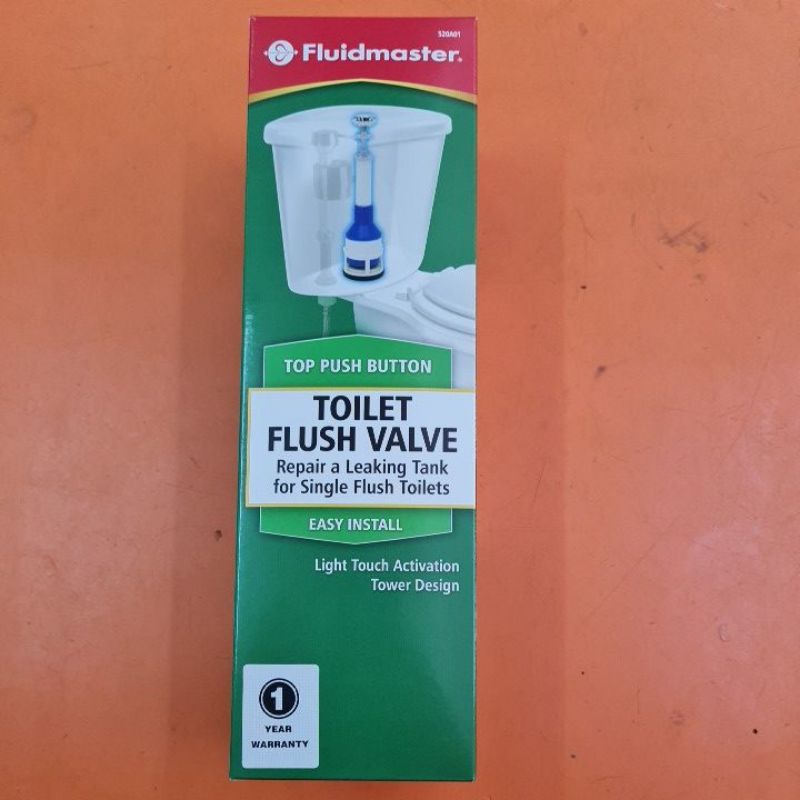 520A01
Fluidmaster®
TOP PUSH BUTTON
TOILET
FLUSH VALVE
Repair a Leaking Tank
for Single Flush Toilets
EASY INSTALL
Light Touch Activation
Tower Design
1
YEAR
WARRANTY